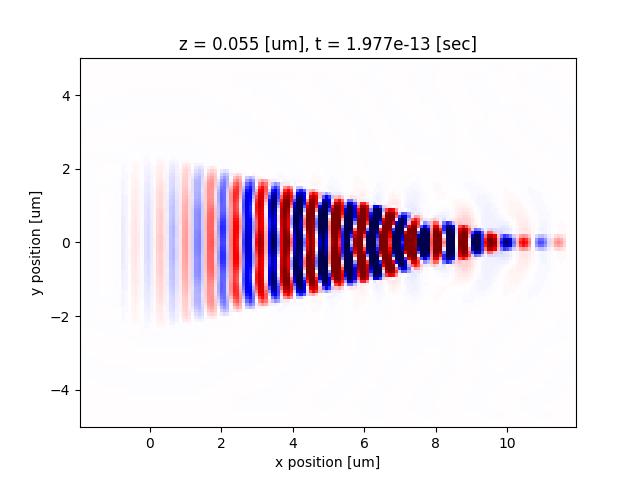 z = 0.055 [um], t = 1.977e-13 [sec]
4
2
0
−2
−4
y position [um]
0 2 4 6 8 10
x position [um]